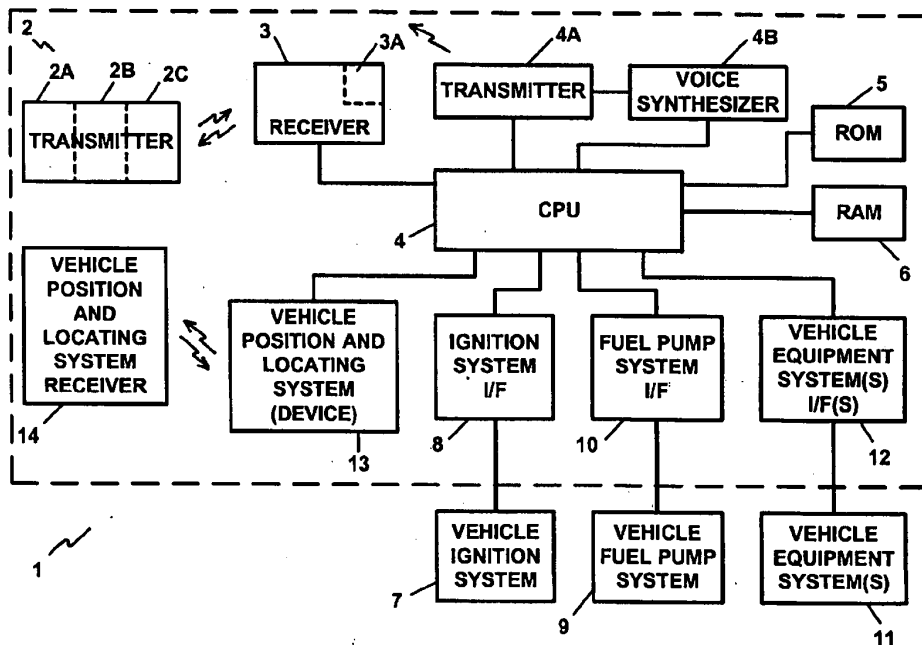 2
2A
2B
2C
TRANSMITTER
3
3A
RECEIVER
4A
TRANSMITTER
4B
VOICE
SYNTHESIZER
5
ROM
CPU
4
RAM
6
VEHICLE
POSITION
AND
LOCATING
SYSTEM
RECEIVER
14
VEHICLE
POSITION AND
LOCATING
SYSTEM
(DEVICE)
13
IGNITION
SYSTEM
I/F
8
FUEL PUMP
SYSTEM
I/F
10
VEHICLE
EQUIPMENT
SYSTEM(S)
I/F(S)
12
1
VEHICLE
IGNITION
SYSTEM
7
VEHICLE
FUEL PUMP
SYSTEM
9
VEHICLE
EQUIPMENT
SYSTEM(S)
11